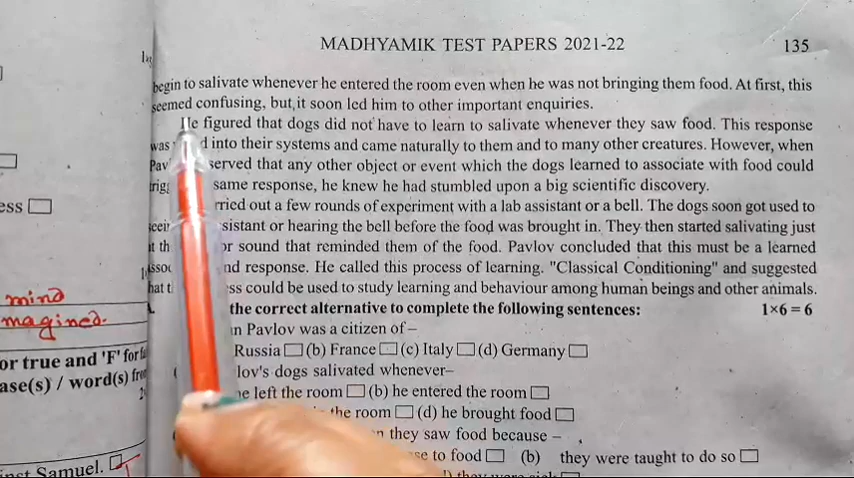 MADHYAMIK TEST PAPERS 2021-22 135
begin to salivate whenever he entered the room even when he was not bringing them food. At first, this
seemed confusing, but it soon led him to other important enquiries.
He figured that dogs did not have to learn to salivate whenever they saw food. This response
was into their systems and came naturally to them and to many other creatures. However, when
that any other object or event which the dogs learned to associate with food could
same response, he knew he had stumbled upon a big scientific discovery.
out a few rounds of experiment with a lab assistant or a bell. The dogs soon got used to
or hearing the bell before the food was brought in. They then started salivating just
sound that reminded them of the food. Pavlov concluded that this must be a learned
response. He called this process of learning. "Classical Conditioning" and suggested
could be used to study learning and behaviour among human beings and other animals.
the correct alternative to complete the following sentences: 1×6=6
Pavlov was a citizen of –
Russia (b) France (c) Italy (d) Germany
dogs salivated whenever–
left the room (b) he entered the room
the room (d) he brought food
they saw food because –
to food (b) they were taught to do so
ess
mind
magined.
or true and 'F' for
ase(s) / word(s)
Samuel.